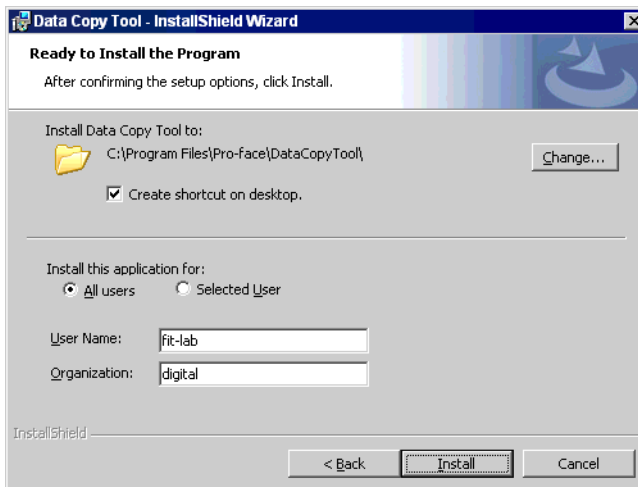 Data Copy Tool - InstallShield Wizard
Ready to Install the Program
After confirming the setup options, click Install.
Install Data Copy Tool to:
C:\Program Files\Pro-face\DataCopyTool\
Change...
Create shortcut on desktop.
Install this application for:
All users Selected User
User Name: fit-lab
Organization: digital
InstallShield
< Back Install Cancel